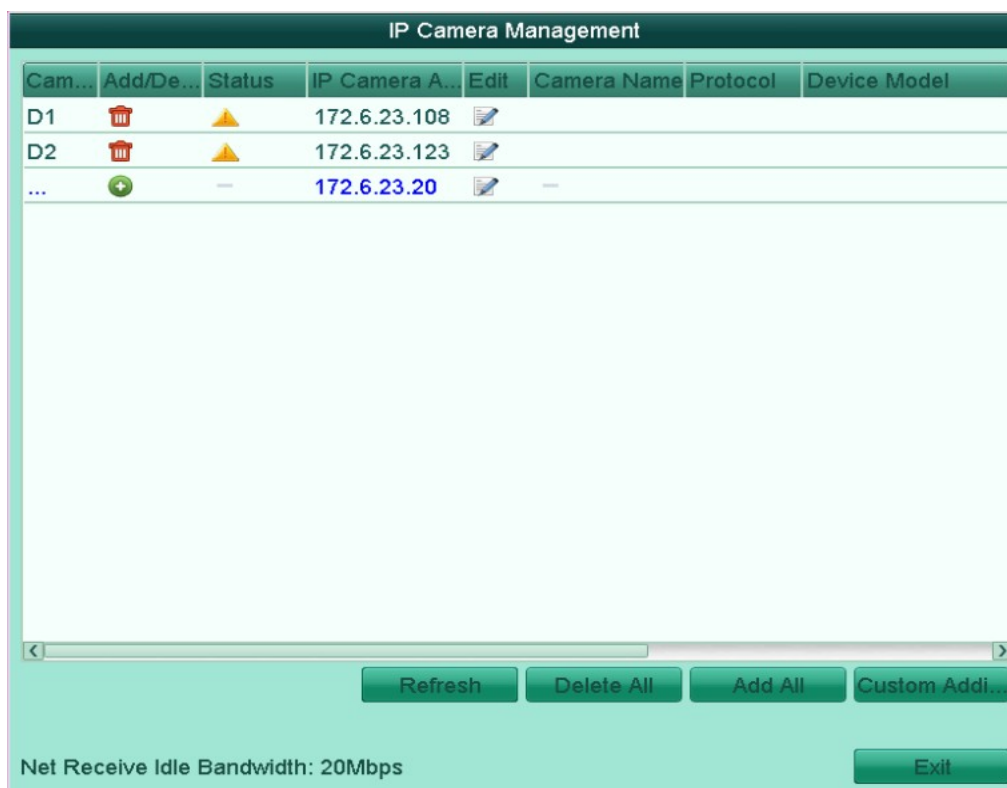 IP Camera Management
Cam... Add/De... Status IP Camera A... Edit Camera Name Protocol Device Model
D1 172.6.23.108
D2 172.6.23.123
... – 172.6.23.20 –
Refresh Delete All Add All Custom Addi...
Net Receive Idle Bandwidth: 20Mbps Exit